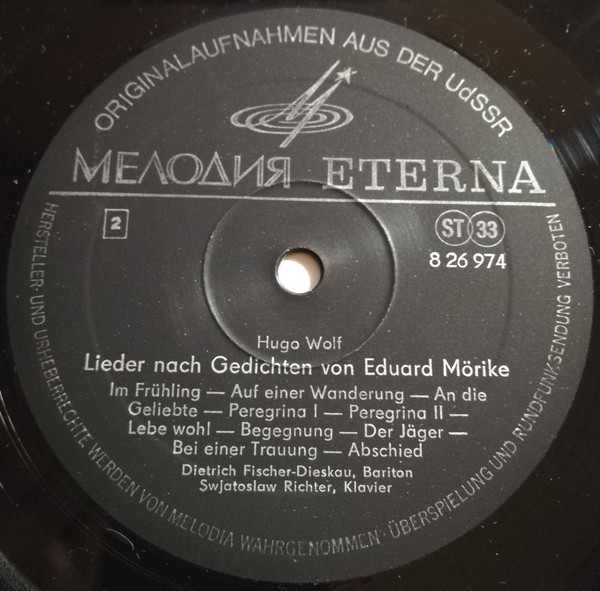 ORIGINALAUFNAHMEN AUS DER UdSSR
МЕЛОДИЯ ETERNA
2
ST 33
8 26 974
Hugo Wolf
Lieder nach Gedichten von Eduard Mörike
Im Frühling — Auf einer Wanderung — An die
Geliebte — Peregrina I — Peregrina II —
Lebe wohl — Begegnung — Der Jäger —
Bei einer Trauung — Abschied
Dietrich Fischer-Dieskau, Bariton
Swjatoslaw Richter, Klavier
HERSTELLER- UND URHEBERRECHTE WERDEN VON MELODIA WAHRGENOMMEN · ÜBERSPIELUNG UND RUNDFUNKSENDUNG VERBOTEN